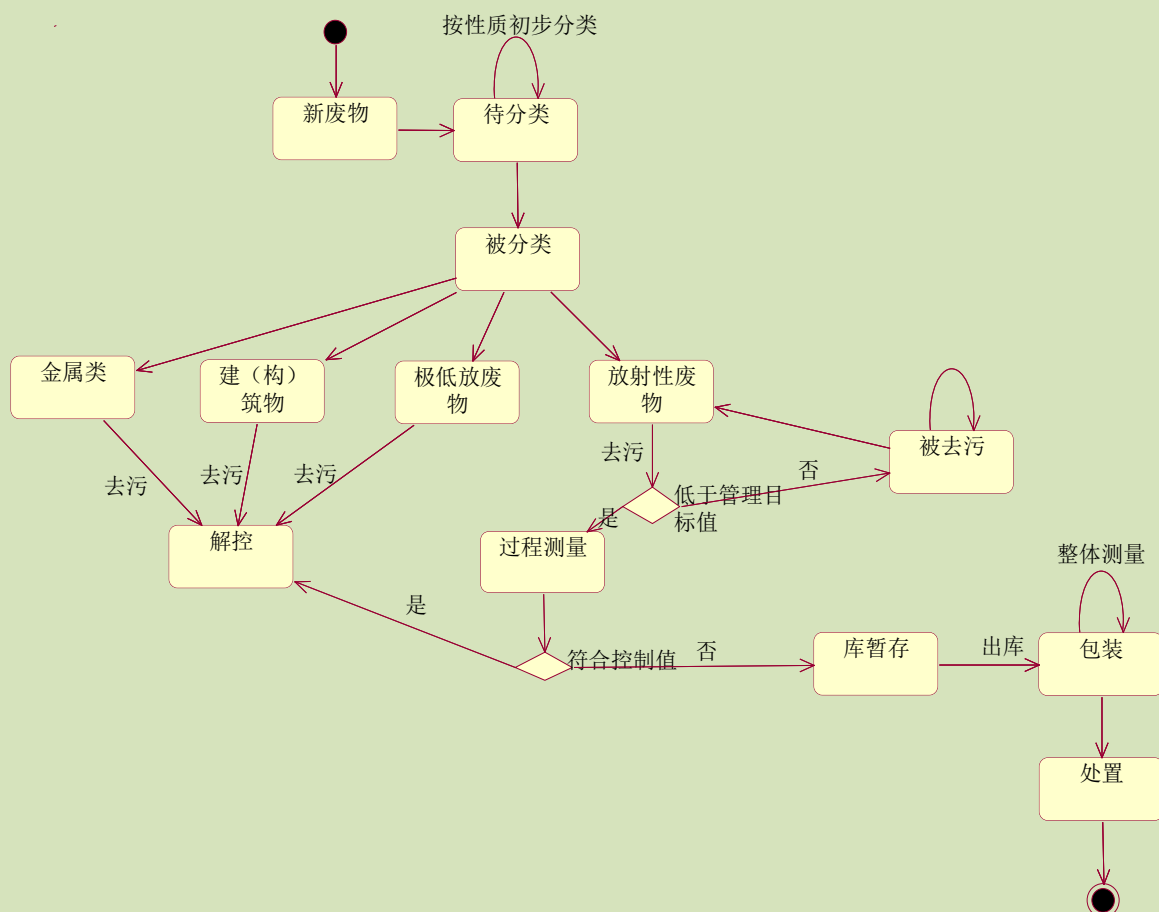 按性质初步分类
新废物
待分类
被分类
金属类
建（构）
筑物
极低放废
物
放射性废
物
被去污
去污
去污
去污
去污
否
低于管理目
标值
是
解控
过程测量
整体测量
是
符合控制值
否
库暂存
出库
包装
处置